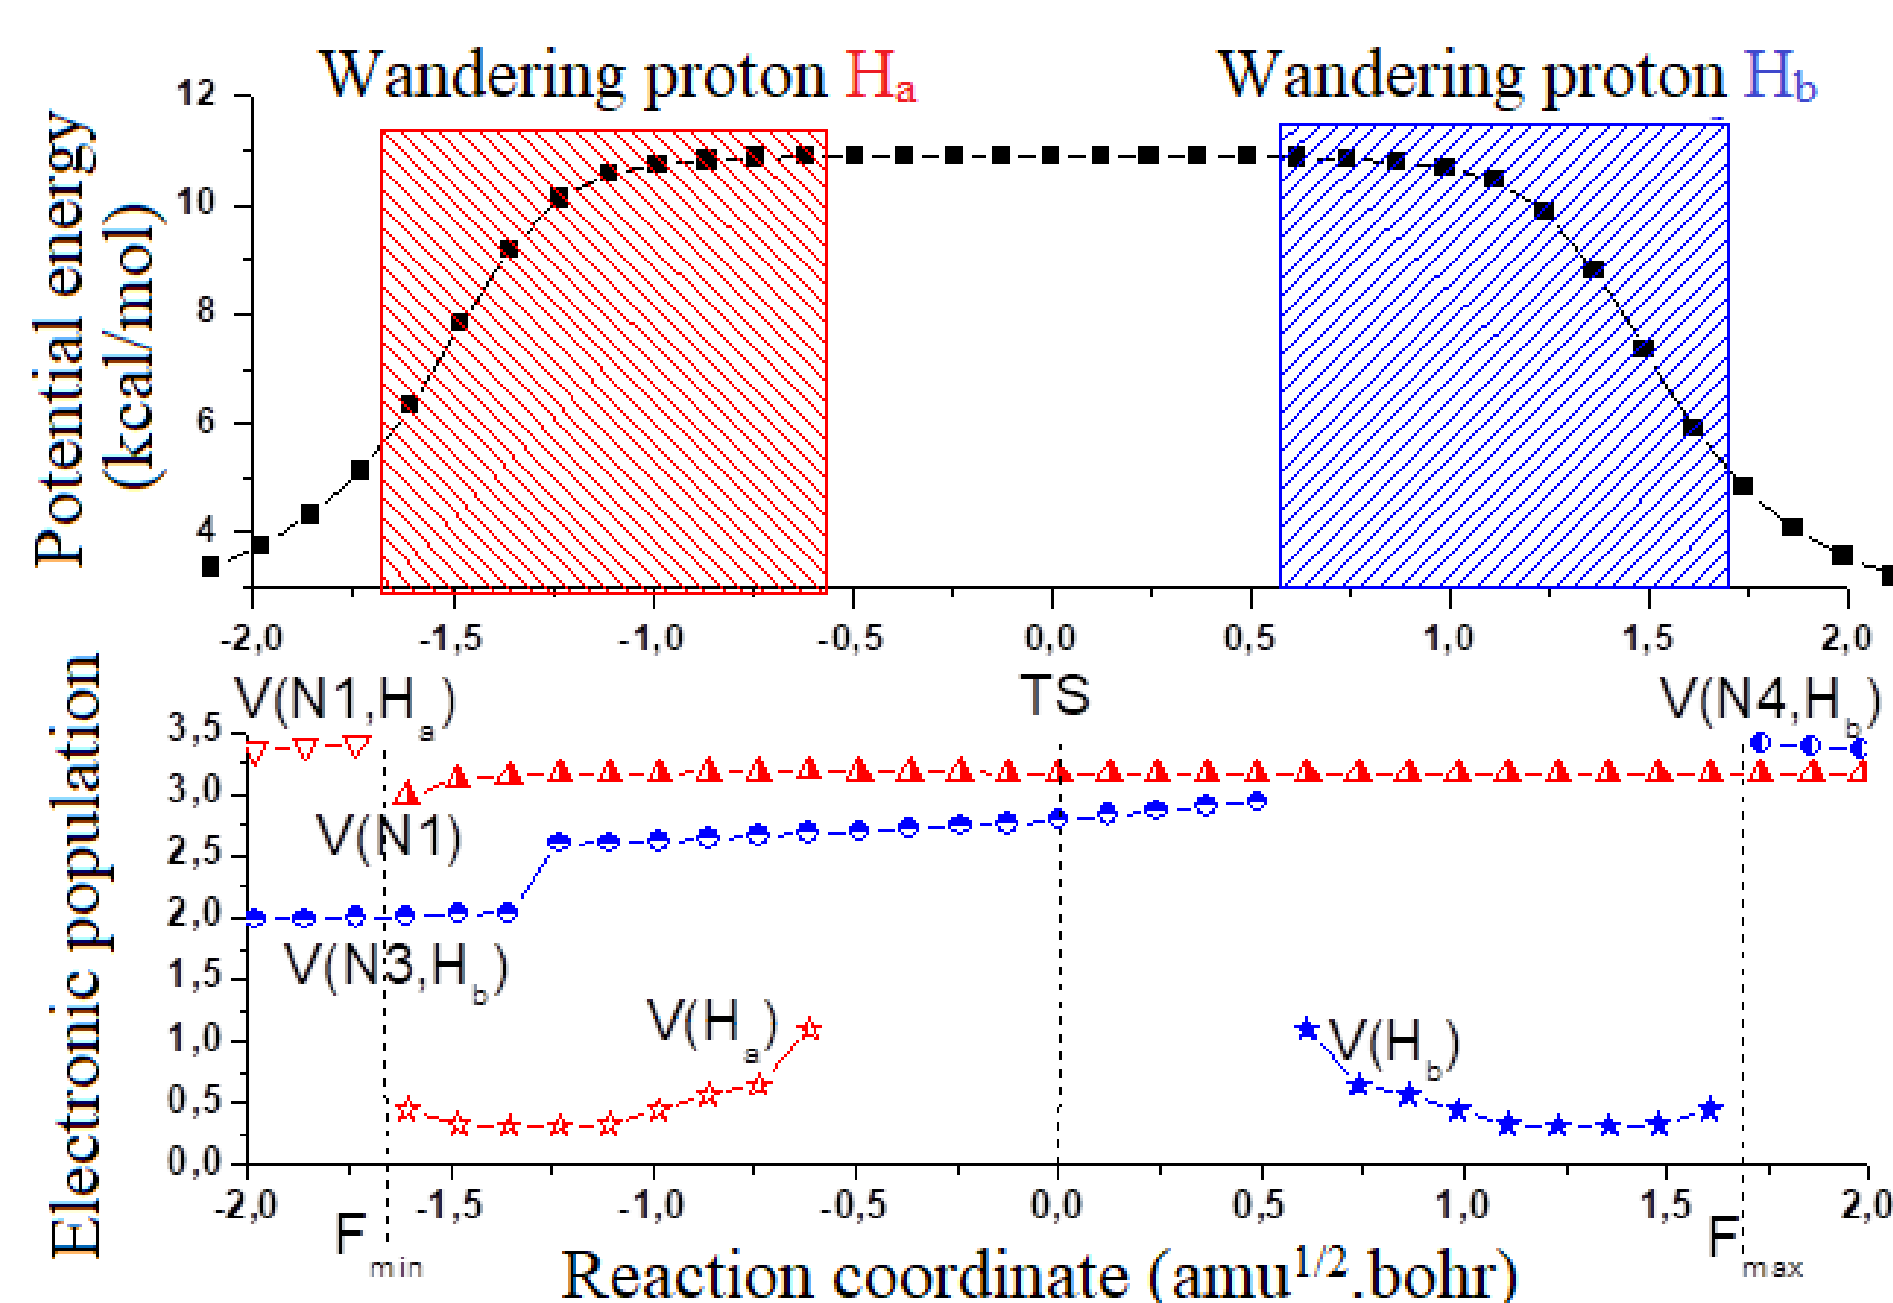 Wandering proton Ha
Wandering proton Hb
Potential energy
(kcal/mol)
12
10
8
6
4
-2,0 -1,5 -1,0 -0,5 0,0 0,5 1,0 1,5 2,0
Electronic population
V(N1,Ha)
TS
V(N4,Hb)
3,5
3,0
V(N1)
2,5
2,0
V(N3,Hb)
1,5
V(Ha)
V(Hb)
1,0
0,5
0,0
-2,0 -1,5 -1,0 -0,5 0,0 0,5 1,0 1,5 2,0
Fmin
Fmax
Reaction coordinate (amu1/2.bohr)